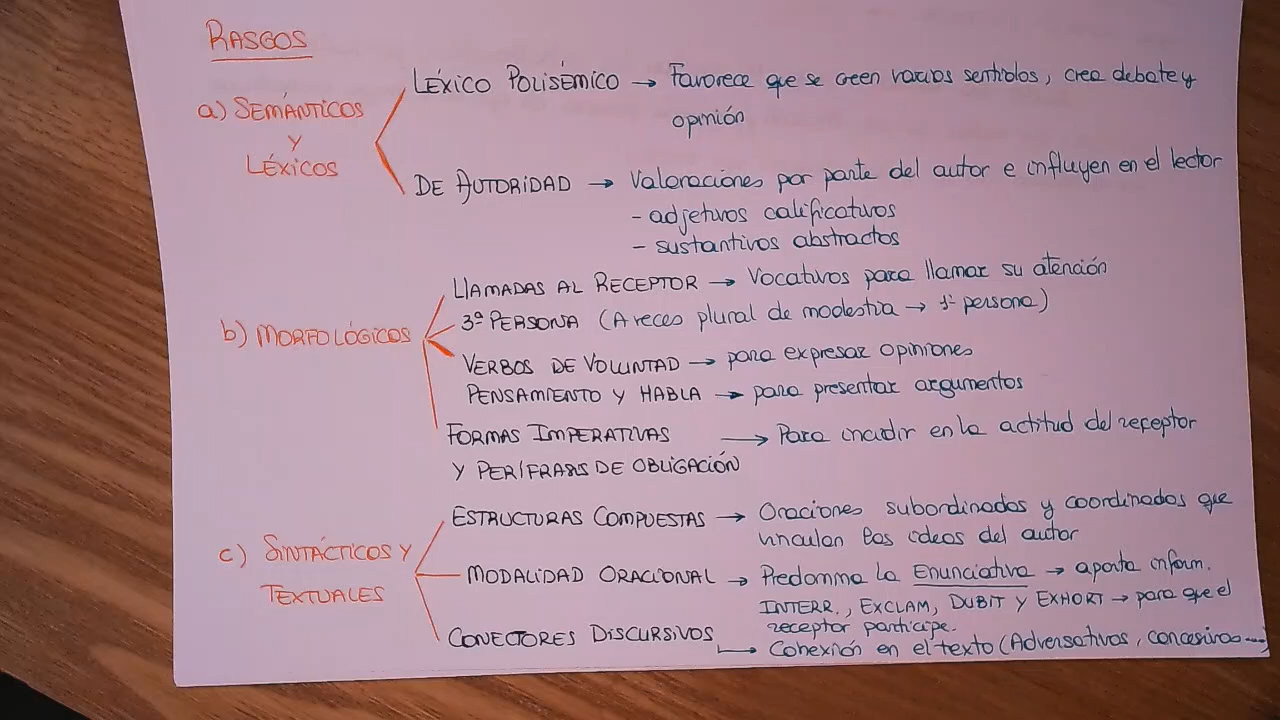 RASGOS
a) SEMÁNTICOS
Y
LÉXICOS
LÉXICO POLISÉMICO → Favorece que se creen varios sentidos, crea debate y
opinión
DE AUTORIDAD → Valoraciones por parte del autor e influyen en el lector
- adjetivos calificativos
- sustantivos abstractos
b) MORFOLÓGICOS
LLAMADAS AL RECEPTOR → Vocativos para llamar su atención
3ª PERSONA (A veces plural de modestia → 1ª persona)
VERBOS DE VOLUNTAD → para expresar opiniones
PENSAMIENTO Y HABLA → para presentar argumentos
FORMAS IMPERATIVAS → Para incidir en la actitud del receptor
Y PERÍFRASIS DE OBLIGACIÓN
c) SINTÁCTICOS Y
TEXTUALES
ESTRUCTURAS COMPUESTAS → Oraciones subordinadas y coordinadas que
vinculan las ideas del autor
MODALIDAD ORACIONAL → Predomina la Enunciativa → aporta inform.
INTERR., EXCLAM, DUBIT Y EXHORT → para que el
receptor participe.
CONECTORES DISCURSIVOS → Conexión en el texto (Adversativos, concesivos...)